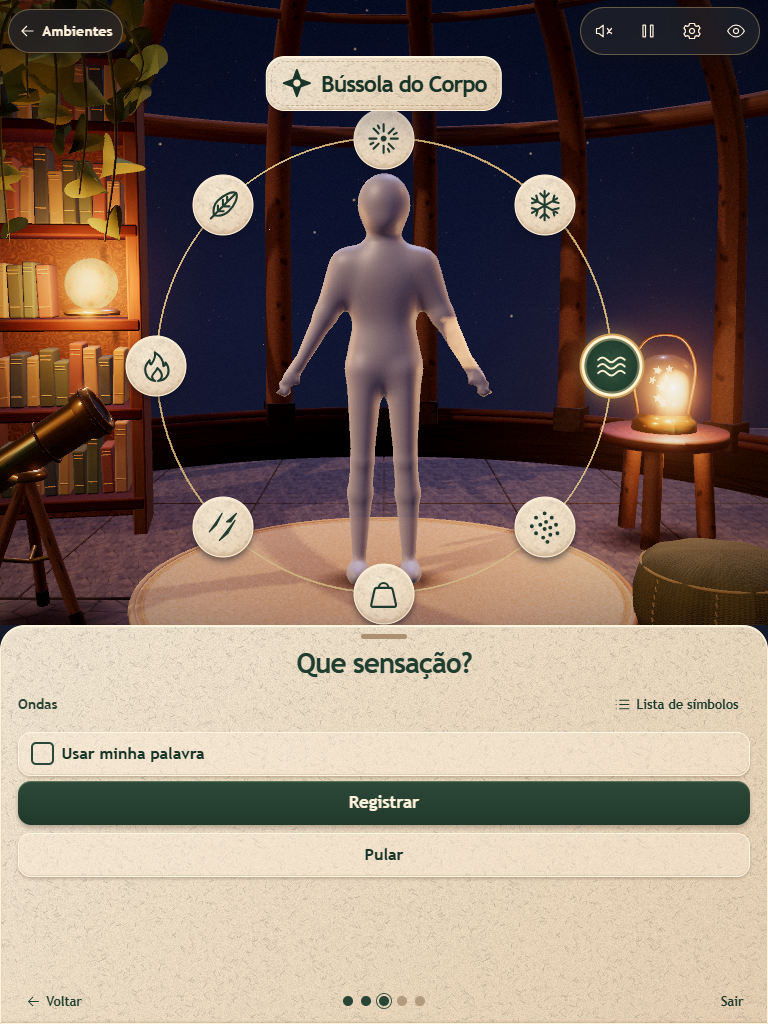 Ambientes
Bússola do Corpo
Que sensação?
Ondas
Lista de símbolos
Usar minha palavra
Registrar
Pular
Voltar
Sair